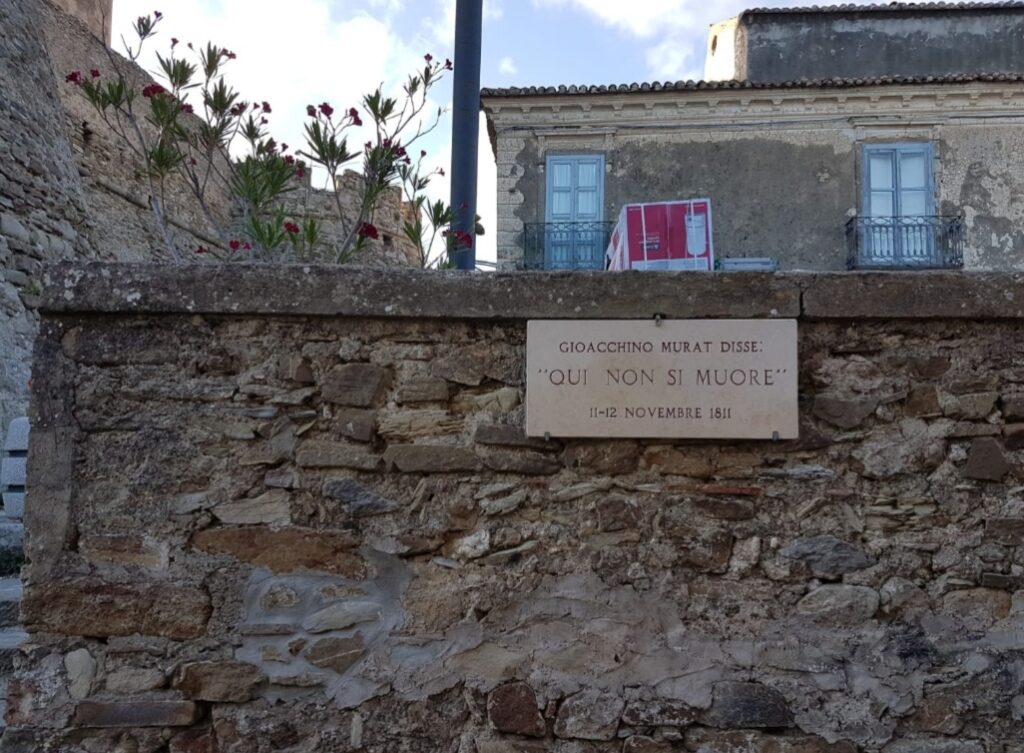 GIOACCHINO MURAT DISSE:
"QUI NON SI MUORE"
11-12 NOVEMBRE 1811